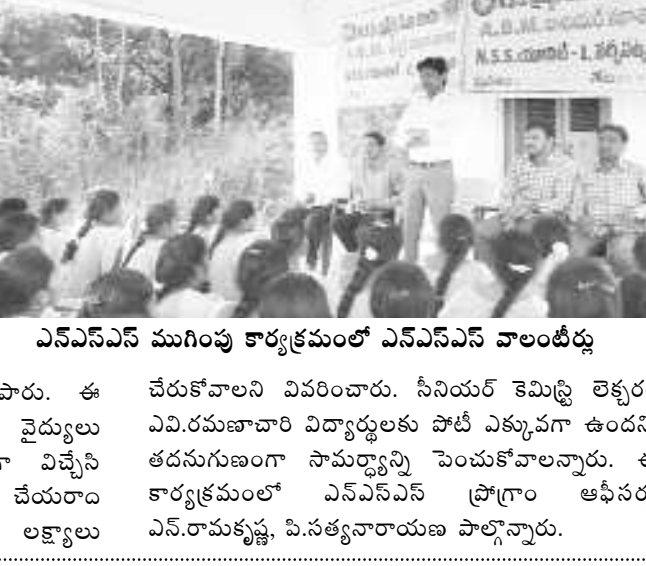 N.S.S.యూనిట్ - I.
ఎన్ఎస్ఎస్ ముగింపు కార్యక్రమంలో ఎన్ఎస్ఎస్ వాలంటీర్లు
పారు. ఈ
వైద్యులు
గా విచ్చేసి
చేయరాద
లక్ష్యాలు
చేరుకోవాలని వివరించారు. సీనియర్ కెమిస్ట్రి లెక్చర
ఎవి.రమణాచారి విద్యార్థులకు పోటీ ఎక్కువగా ఉందని
తదనుగుణంగా సామర్థ్యాన్ని పెంచుకోవాలన్నారు. ఈ
కార్యక్రమంలో ఎన్ఎస్ఎస్ ప్రోగ్రాం ఆఫీసర
ఎన్.రామకృష్ణ, పి.సత్యనారాయణ పాల్గొన్నారు.